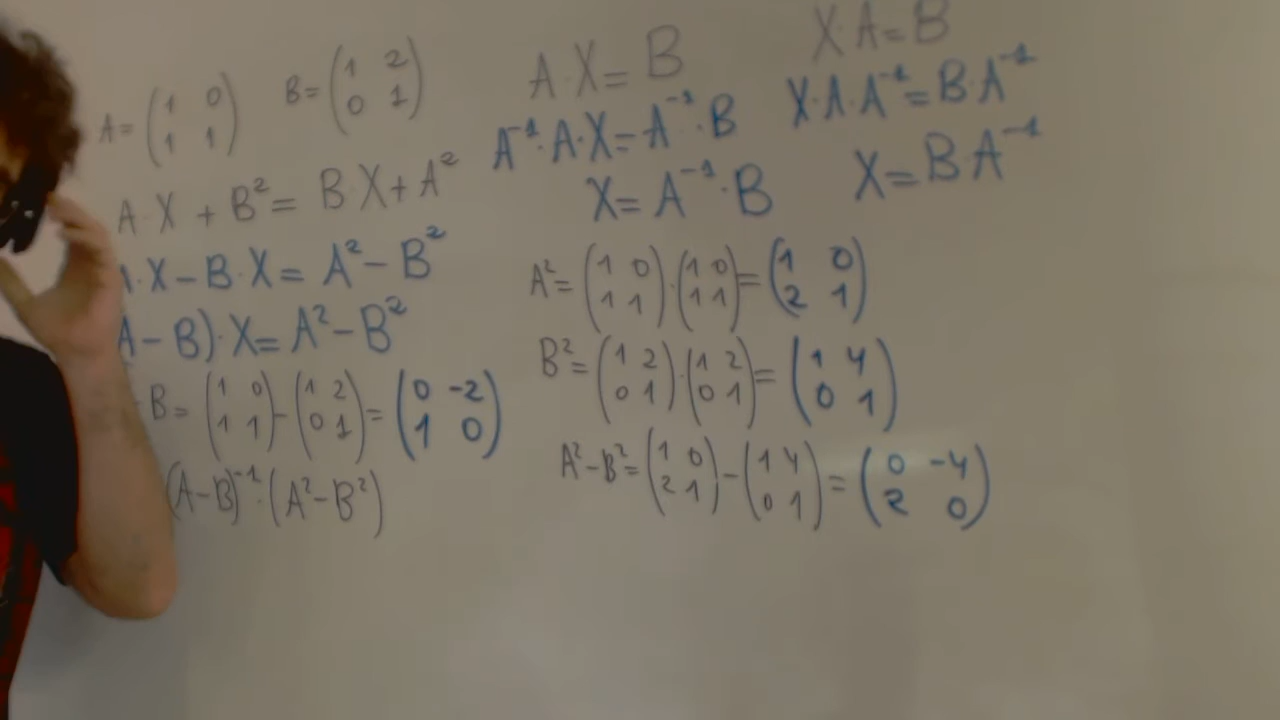 A = (1 0 / 1 1) B = (1 2 / 0 1)
A·X + B² = B·X + A²
A·X − B·X = A² − B²
A − B)·X = A² − B²
B = (1 0 / 1 1) − (1 2 / 0 1) = (0 -2 / 1 0)
(A−B)⁻¹·(A²−B²)
A·X = B
A⁻¹·A·X = A⁻¹·B
X = A⁻¹·B
X·A = B
X·A·A⁻¹ = B·A⁻¹
X = B A⁻¹
A² = (1 0 / 1 1)·(1 0 / 1 1) = (1 0 / 2 1)
B² = (1 2 / 0 1)·(1 2 / 0 1) = (1 4 / 0 1)
A² − B² = (1 0 / 2 1) − (1 4 / 0 1) = (0 -4 / 2 0)